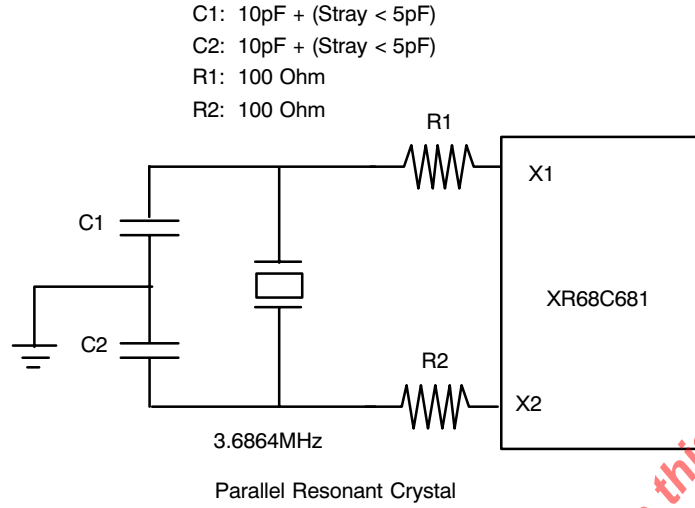 C1: 10pF + (Stray < 5pF)
C2: 10pF + (Stray < 5pF)
R1: 100 Ohm
R2: 100 Ohm
R1
X1
C1
XR68C681
C2
R2
X2
3.6864MHz
Parallel Resonant Crystal
this